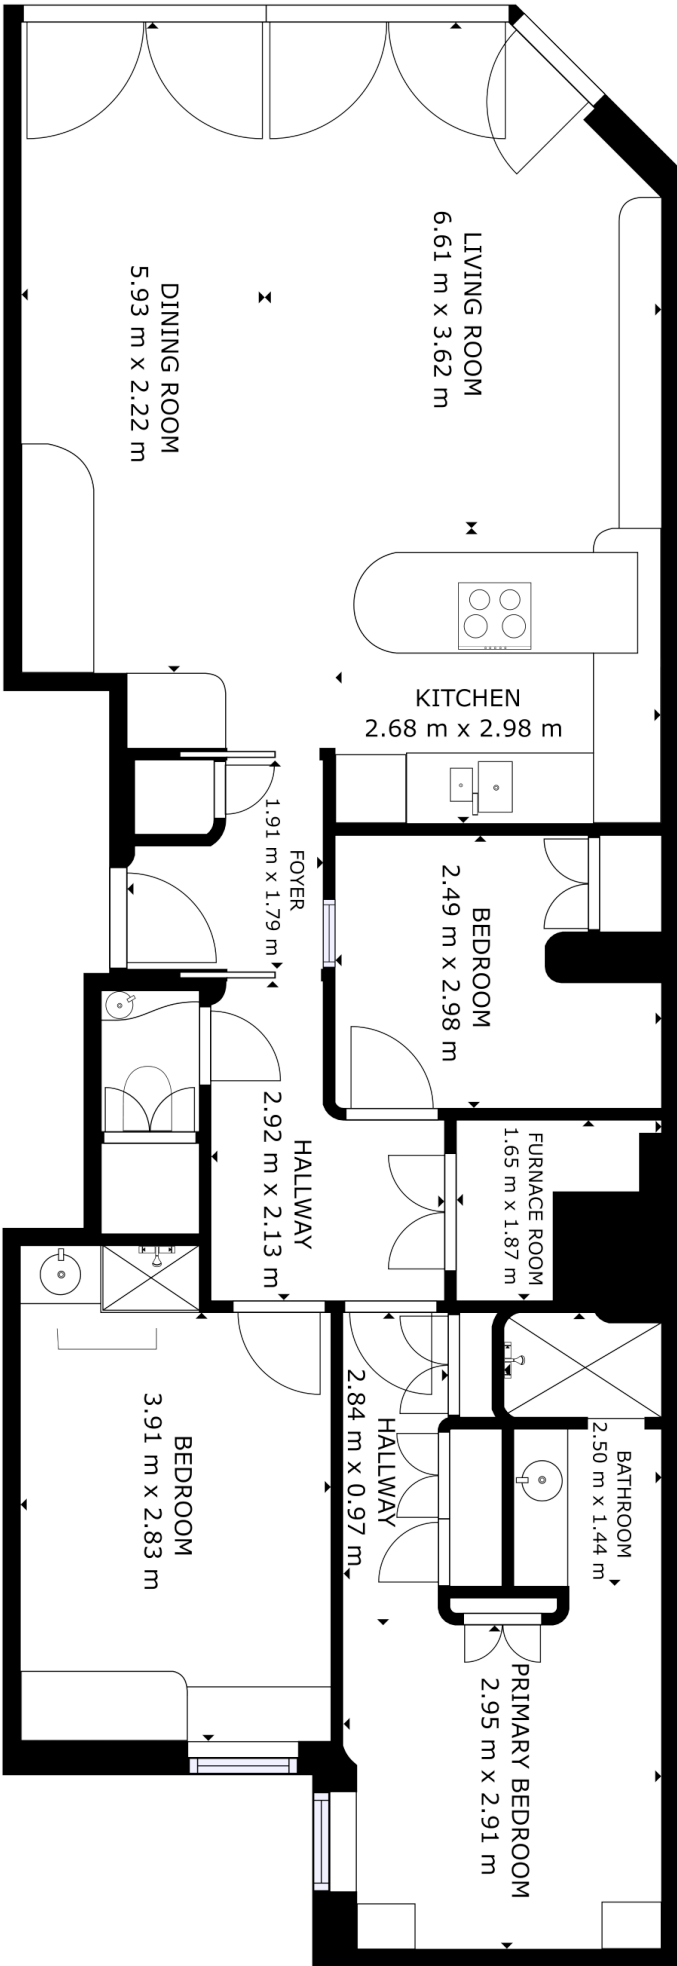 LIVING ROOM
6.61 m x 3.62 m
DINING ROOM
5.93 m x 2.22 m
KITCHEN
2.68 m x 2.98 m
FOYER
1.91 m x 1.79 m
BEDROOM
2.49 m x 2.98 m
HALLWAY
2.92 m x 2.13 m
FURNACE ROOM
1.65 m x 1.87 m
BEDROOM
3.91 m x 2.83 m
HALLWAY
2.84 m x 0.97 m
BATHROOM
2.50 m x 1.44 m
PRIMARY BEDROOM
2.95 m x 2.91 m